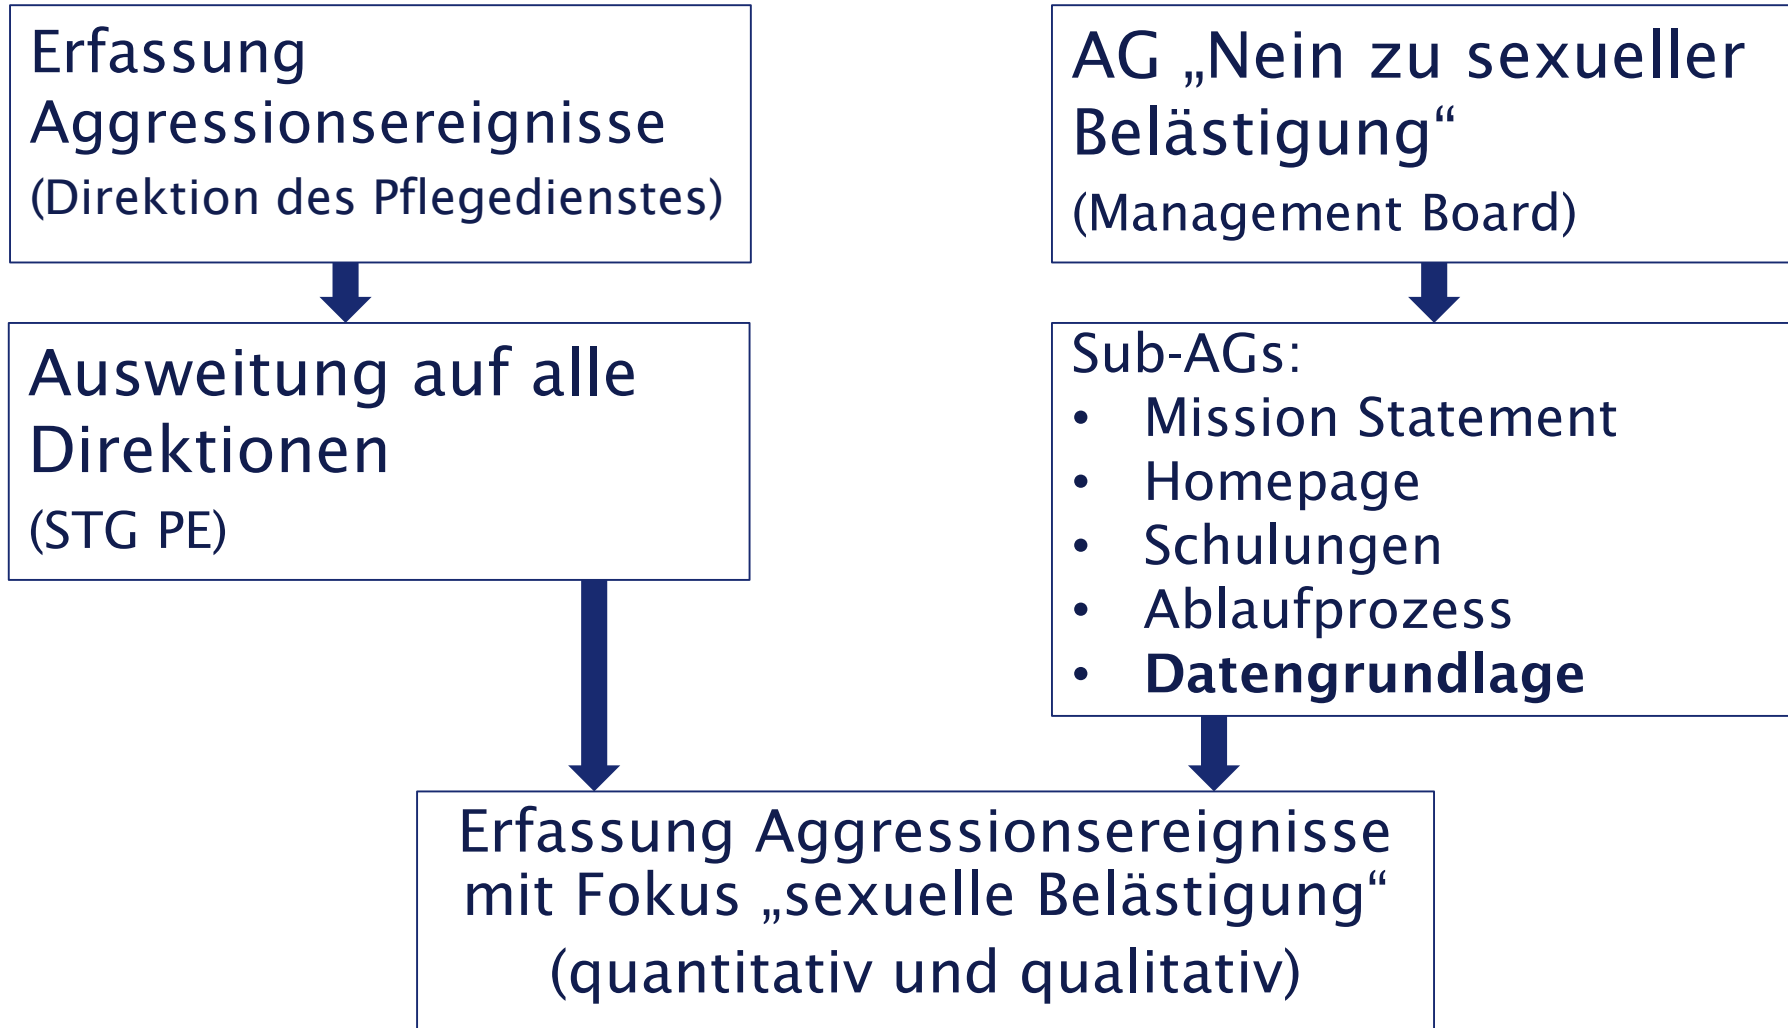 Erfassung
Aggressionsereignisse
(Direktion des Pflegedienstes)
Ausweitung auf alle
Direktionen
(STG PE)
AG „Nein zu sexueller
Belästigung“
(Management Board)
Sub-AGs:
• Mission Statement
• Homepage
• Schulungen
• Ablaufprozess
• Datengrundlage
Erfassung Aggressionsereignisse
mit Fokus „sexuelle Belästigung“
(quantitativ und qualitativ)